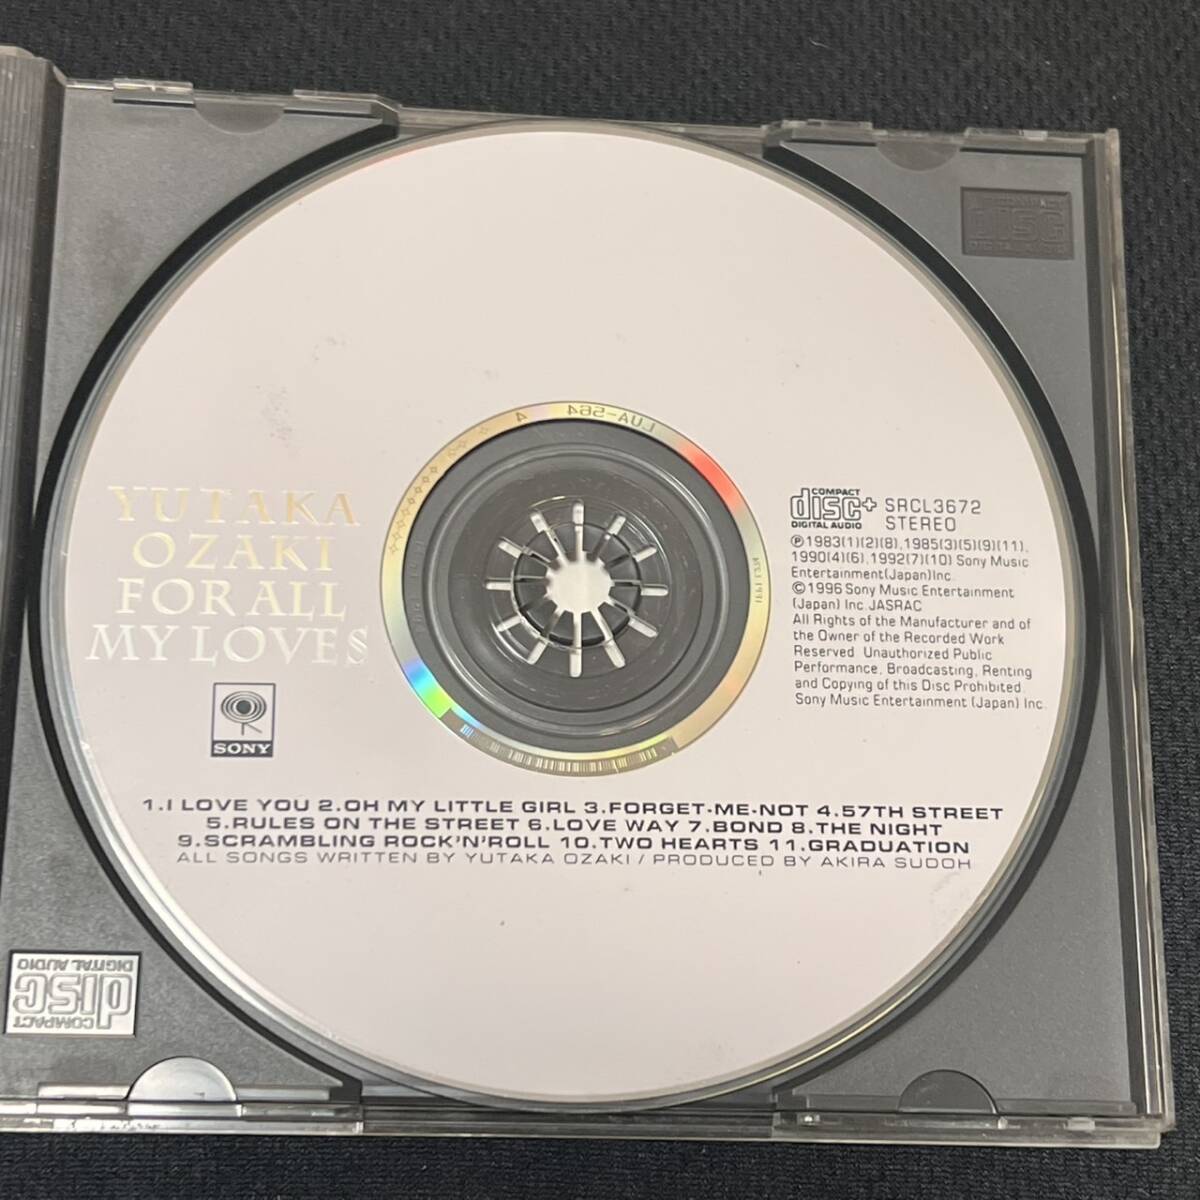 YUTAKA
OZAKI
FOR ALL
MY LOVES
SONY
COMPACT
disc+
DIGITAL AUDIO
SRCL3672
STEREO
Ⓟ1983(1)(2)(8),1985(3)(5)(9)(11),
1990(4)(6),1992(7)(10) Sony Music
Entertainment(Japan)Inc.
©1996 Sony Music Entertainment
(Japan) Inc. JASRAC
All Rights of the Manufacturer and of
the Owner of the Recorded Work
Reserved. Unauthorized Public
Performance, Broadcasting, Renting
and Copying of this Disc Prohibited.
Sony Music Entertainment (Japan) Inc.
1.I LOVE YOU 2.OH MY LITTLE GIRL 3.FORGET-ME-NOT 4.57TH STREET
5.RULES ON THE STREET 6.LOVE WAY 7.BOND 8.THE NIGHT
9.SCRAMBLING ROCK'N'ROLL 10.TWO HEARTS 11.GRADUATION
ALL SONGS WRITTEN BY YUTAKA OZAKI / PRODUCED BY AKIRA SUDOH
LUA-564 4
COMPACT
disc
DIGITAL AUDIO
COMPACT
disc
DIGITAL AUDIO